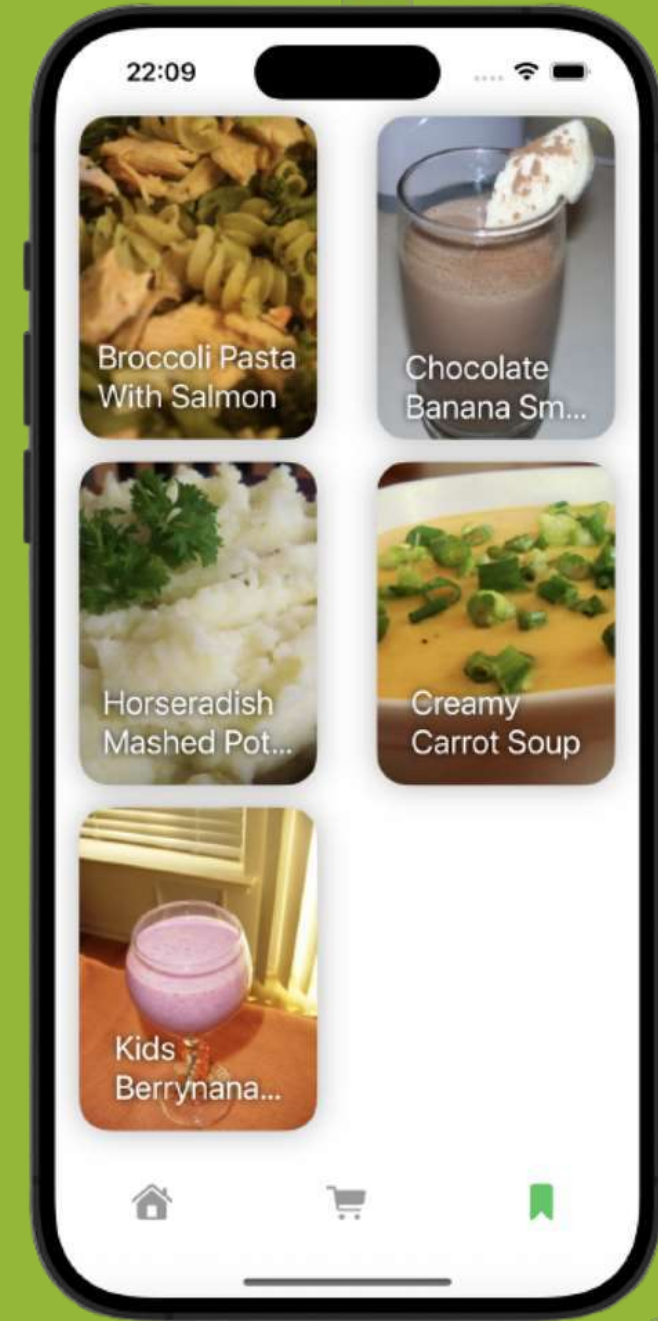 22:09
Broccoli Pasta
With Salmon
Chocolate
Banana Sm...
Horseradish
Mashed Pot...
Creamy
Carrot Soup
Kids
Berrynana...